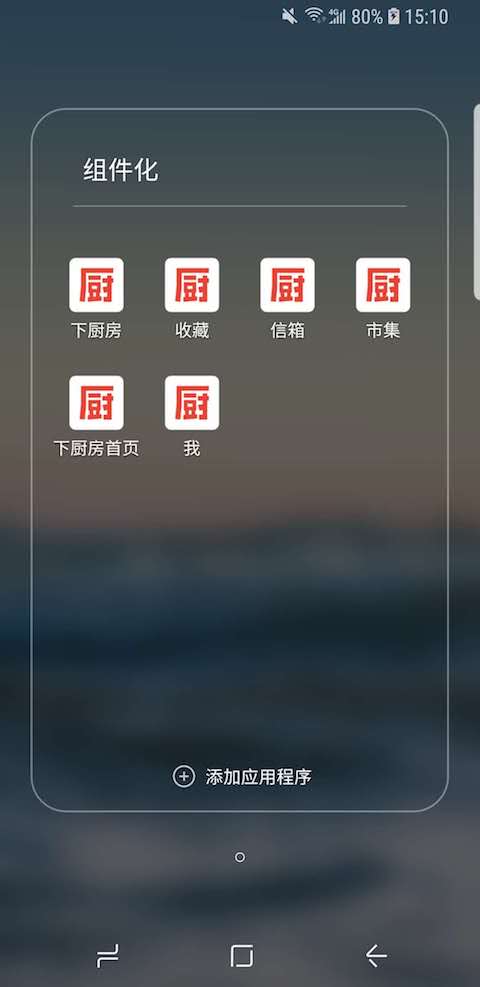 4G 80% 15:10
组件化
厨 厨 厨 厨
下厨房 收藏 信箱 市集
厨 厨
下厨房首页 我
添加应用程序